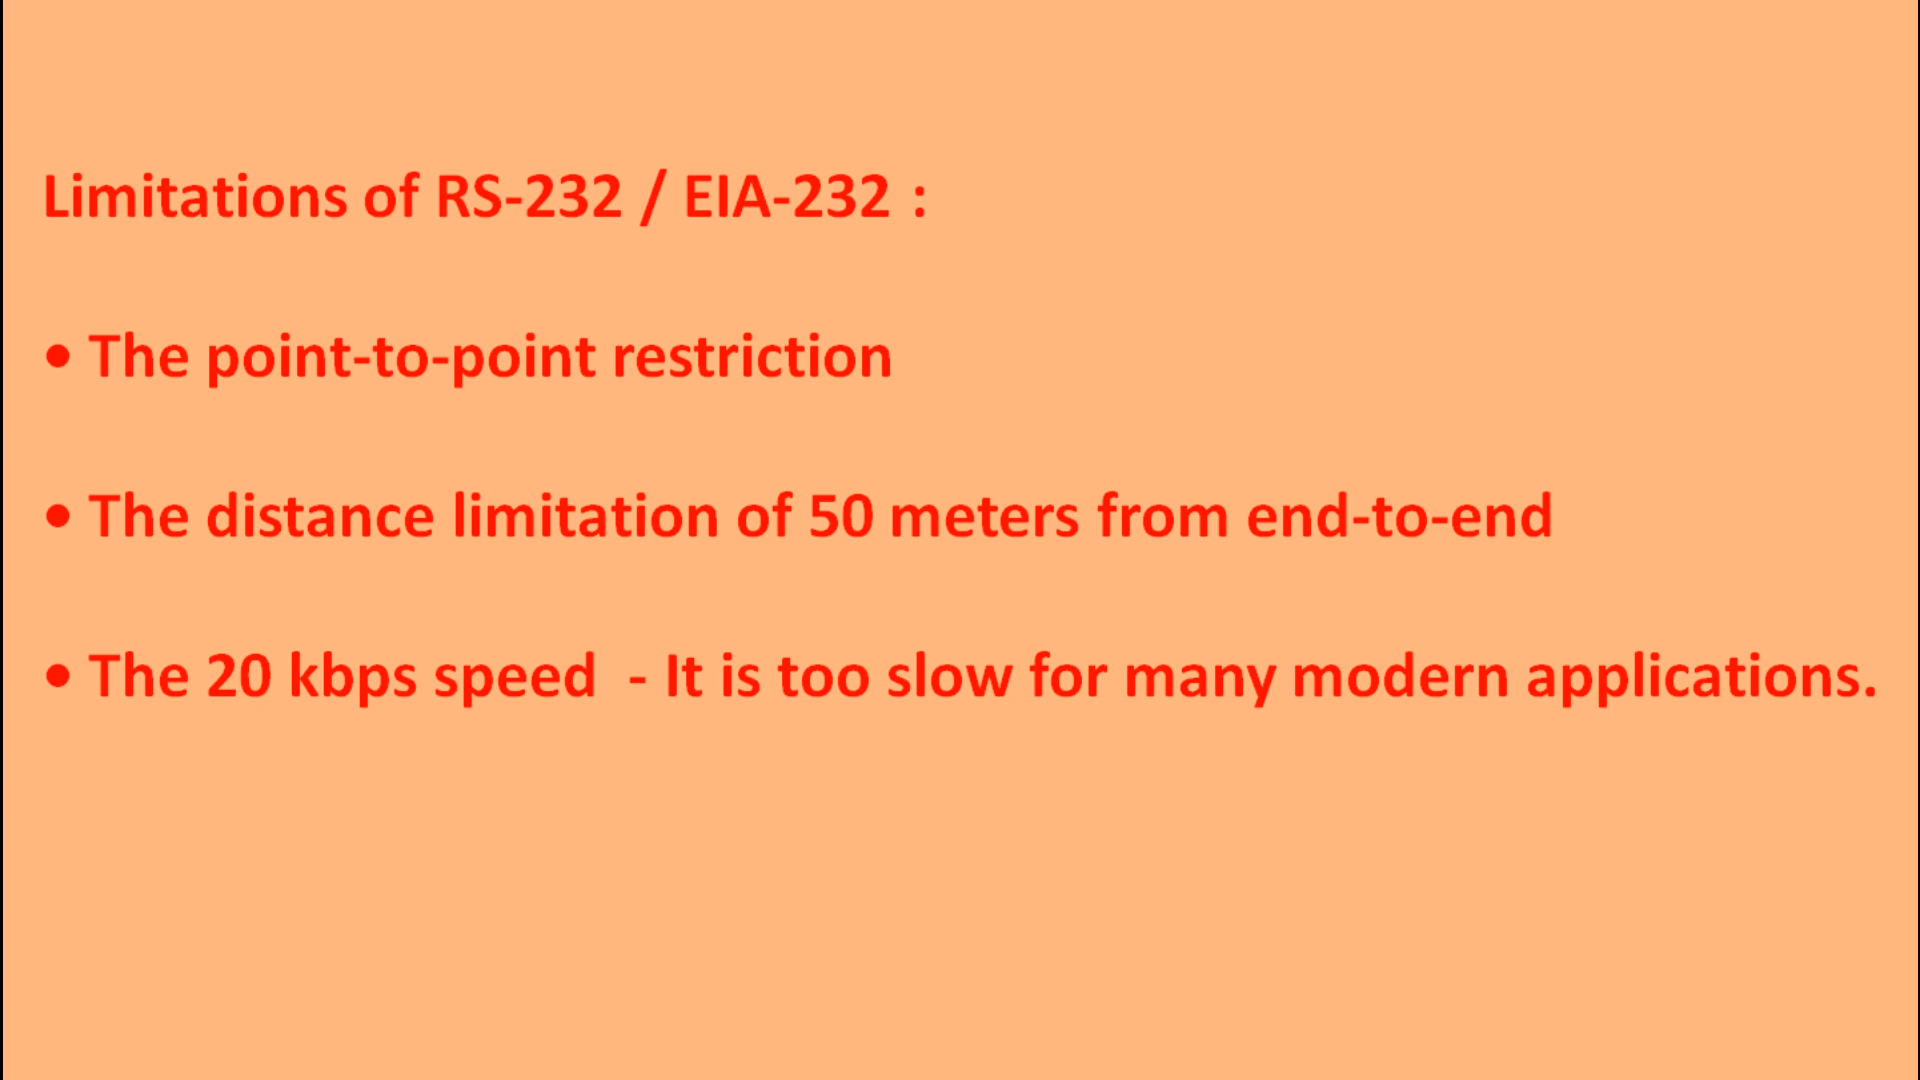 Limitations of RS-232 / EIA-232 :
• The point-to-point restriction
• The distance limitation of 50 meters from end-to-end
• The 20 kbps speed  - It is too slow for many modern applications.